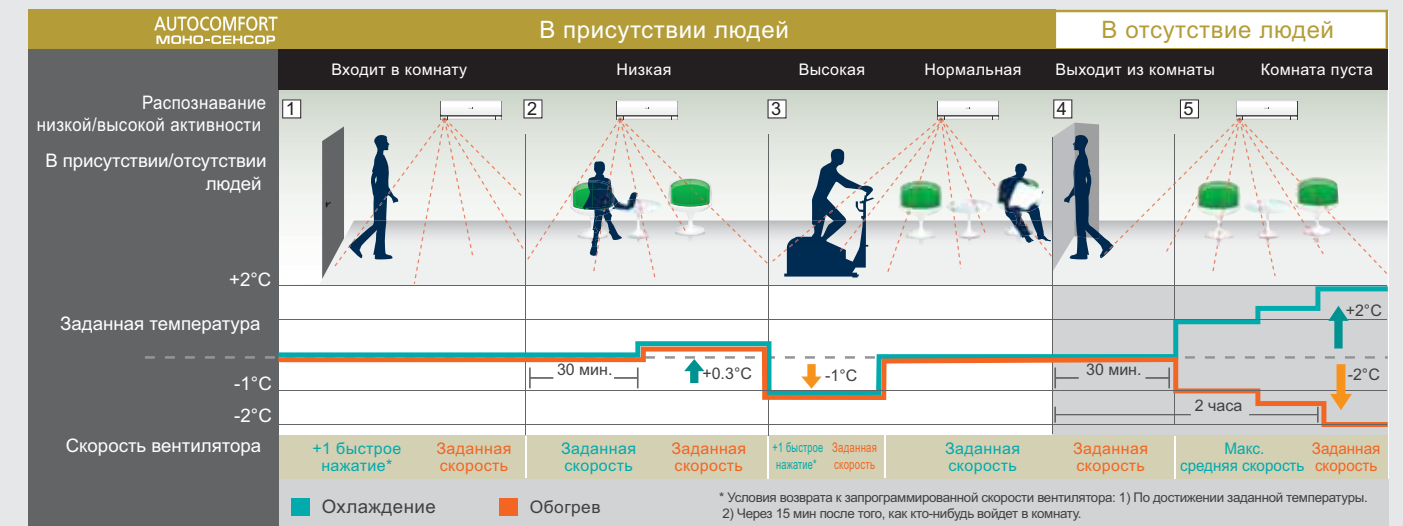 AUTOCOMFORT
МОНО-СЕНСОР
В присутствии людей
В отсутствие людей
Входит в комнату
Низкая
Высокая
Нормальная
Выходит из комнаты
Комната пуста
Распознавание
низкой/высокой активности
В присутствии/отсутствии
людей
1
2
3
4
5
+2°C
Заданная температура
-1°C
-2°C
30 мин.
+0.3°C
-1°C
30 мин.
2 часа
+2°C
-2°C
Скорость вентилятора
+1 быстрое
нажатие*
Заданная
скорость
Заданная
скорость
Заданная
скорость
+1 быстрое
нажатие*
Заданная
скорость
Заданная
скорость
Заданная
скорость
Макс.
средняя скорость
Заданная
скорость
Охлаждение
Обогрев
* Условия возврата к запрограммированной скорости вентилятора: 1) По достижении заданной температуры.
2) Через 15 мин после того, как кто-нибудь войдет в комнату.